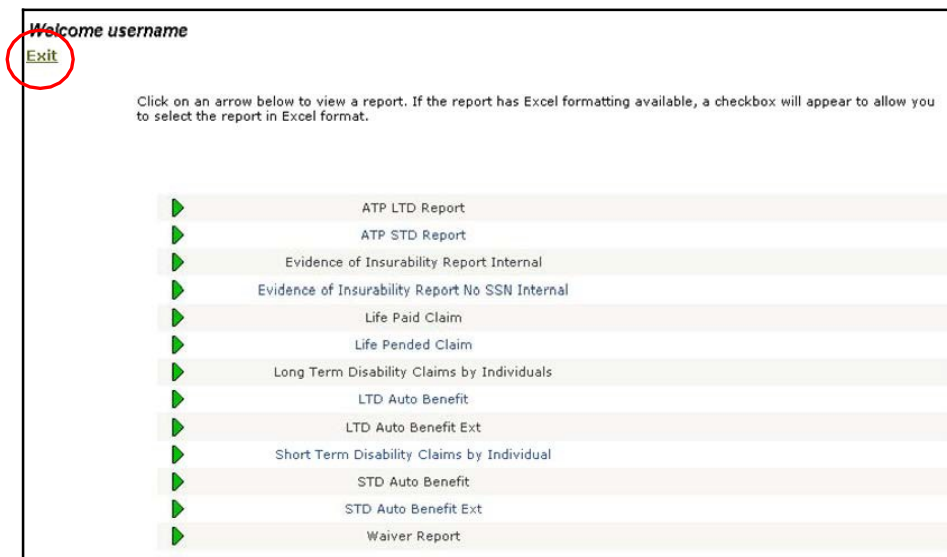 Welcome username
Exit
Click on an arrow below to view a report. If the report has Excel formatting available, a checkbox will appear to allow you
to select the report in Excel format.
ATP LTD Report
ATP STD Report
Evidence of Insurability Report Internal
Evidence of Insurability Report No SSN Internal
Life Paid Claim
Life Pended Claim
Long Term Disability Claims by Individuals
LTD Auto Benefit
LTD Auto Benefit Ext
Short Term Disability Claims by Individual
STD Auto Benefit
STD Auto Benefit Ext
Waiver Report